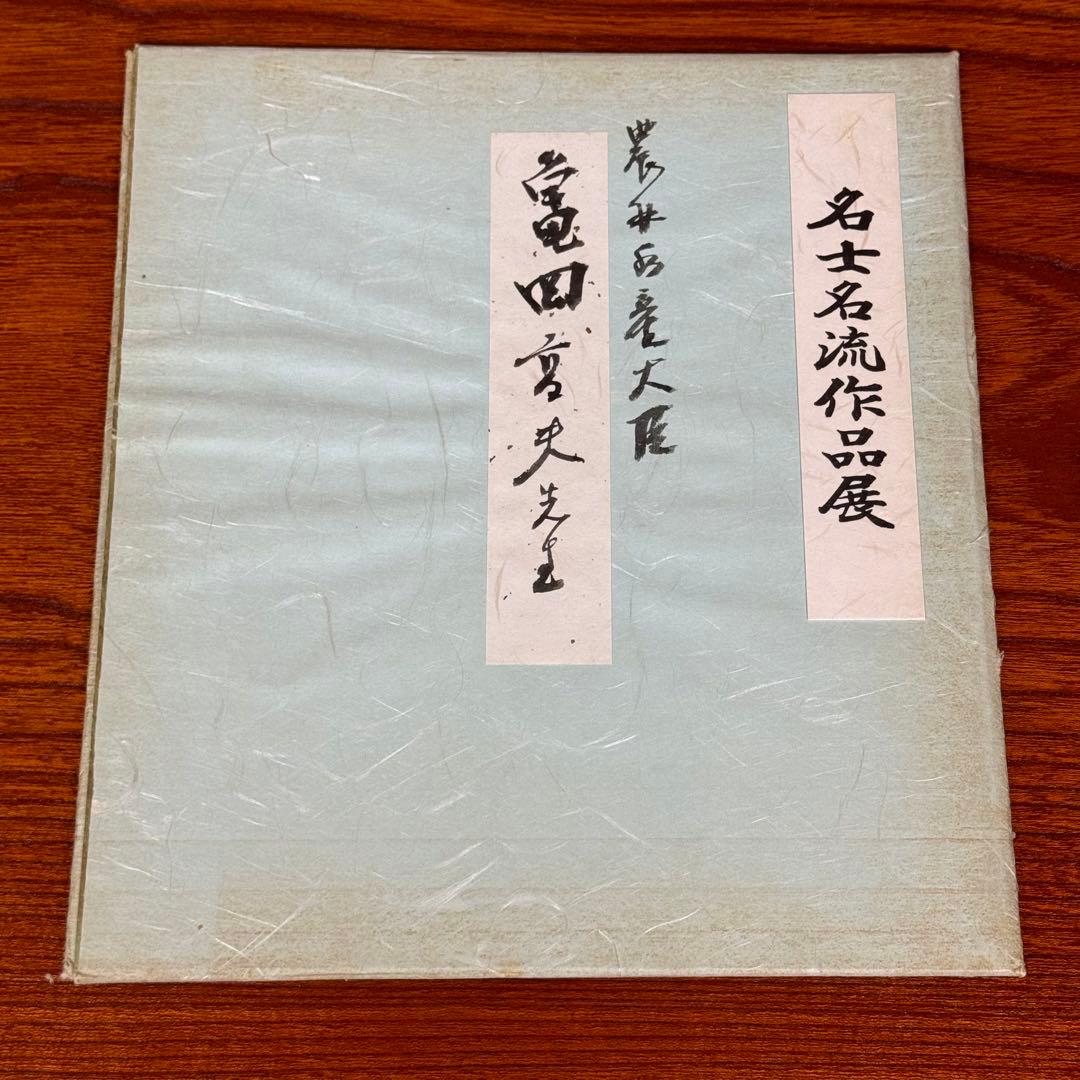 名士名流作品展
農林水産大臣
亀岡高夫先生